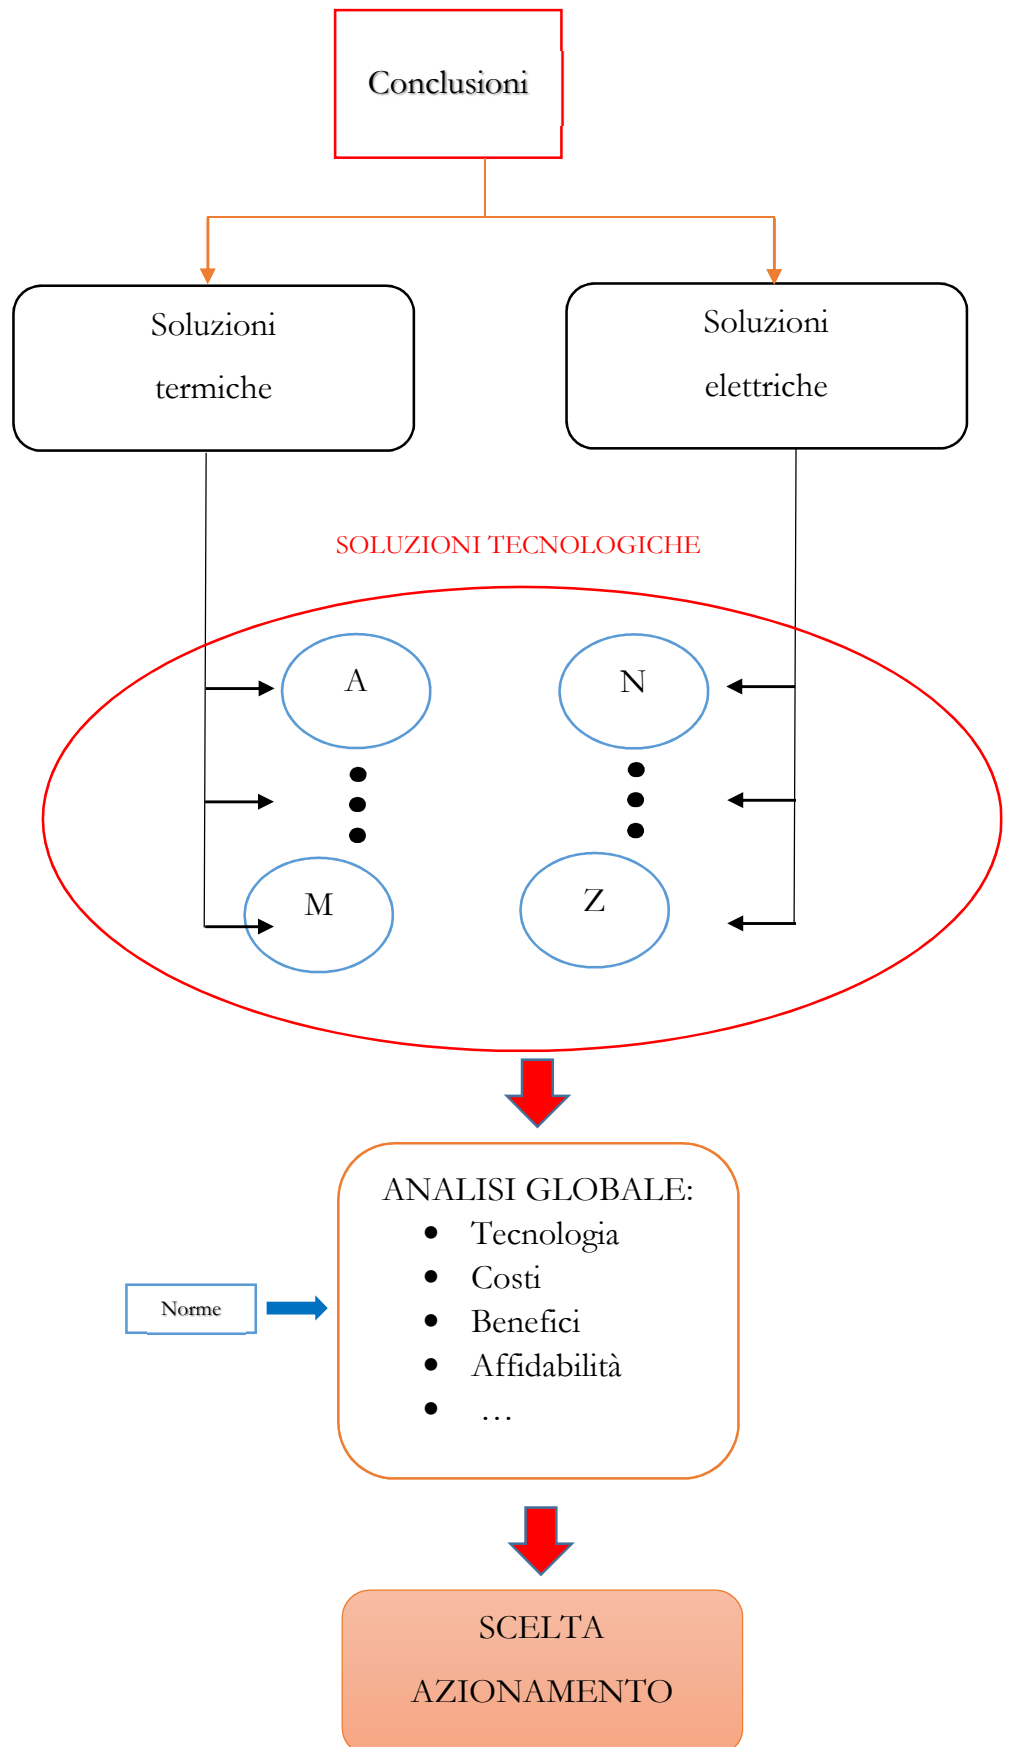 Conclusioni
Soluzioni
termiche
Soluzioni
elettriche
SOLUZIONI TECNOLOGICHE
A
N
M
Z
ANALISI GLOBALE:
• Tecnologia
• Costi
• Benefici
• Affidabilità
• …
Norme
SCELTA
AZIONAMENTO